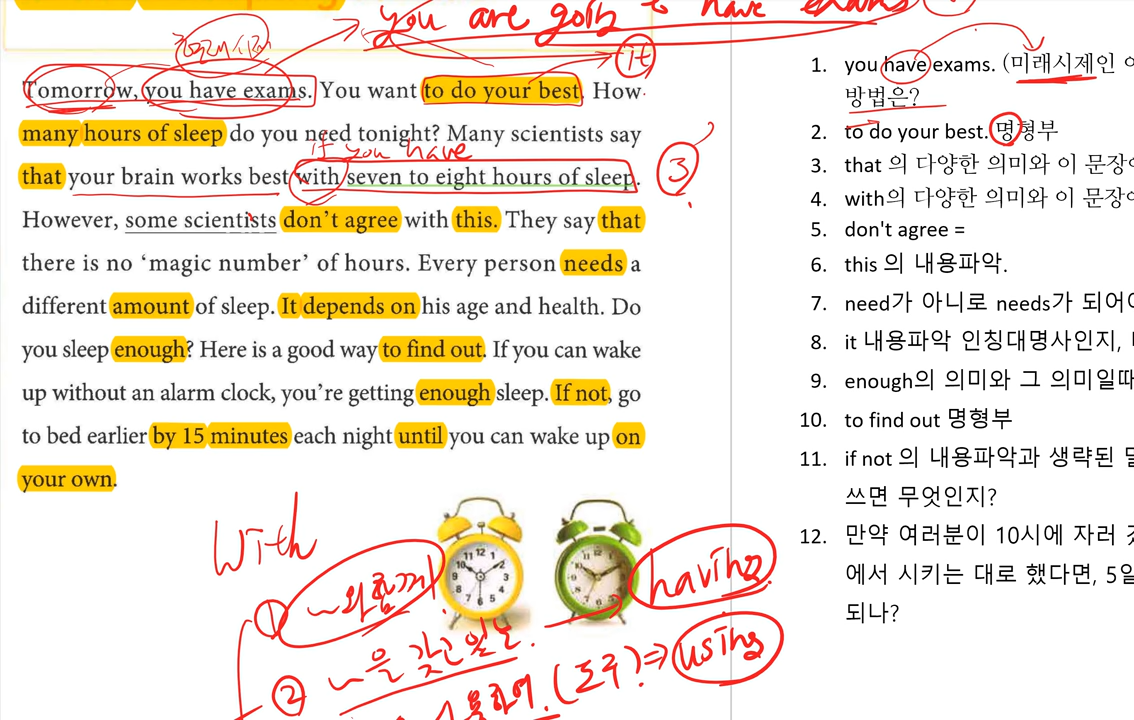 you are going to have exams
현재시제
it
Tomorrow, you have exams. You want to do your best. How
many hours of sleep do you need tonight? Many scientists say
if you have
that your brain works best with seven to eight hours of sleep.
3
However, some scientists don't agree with this. They say that
there is no 'magic number' of hours. Every person needs a
different amount of sleep. It depends on his age and health. Do
you sleep enough? Here is a good way to find out. If you can wake
up without an alarm clock, you're getting enough sleep. If not, go
to bed earlier by 15 minutes each night until you can wake up on
your own.
with
① ~와 함께
② ~을 갖고 있는 → having
사용하여. (도구) ⇒ using
1. you have exams. (미래시제인
방법은?
2. to do your best. 명형부
3. that 의 다양한 의미와 이 문장
4. with의 다양한 의미와 이 문장
5. don't agree =
6. this 의 내용파악.
7. need가 아니로 needs가 되어
8. it 내용파악 인칭대명사인지,
9. enough의 의미와 그 의미일때
10. to find out 명형부
11. if not 의 내용파악과 생략된
쓰면 무엇인지?
12. 만약 여러분이 10시에 자러
에서 시키는 대로 했다면, 5일
되나?